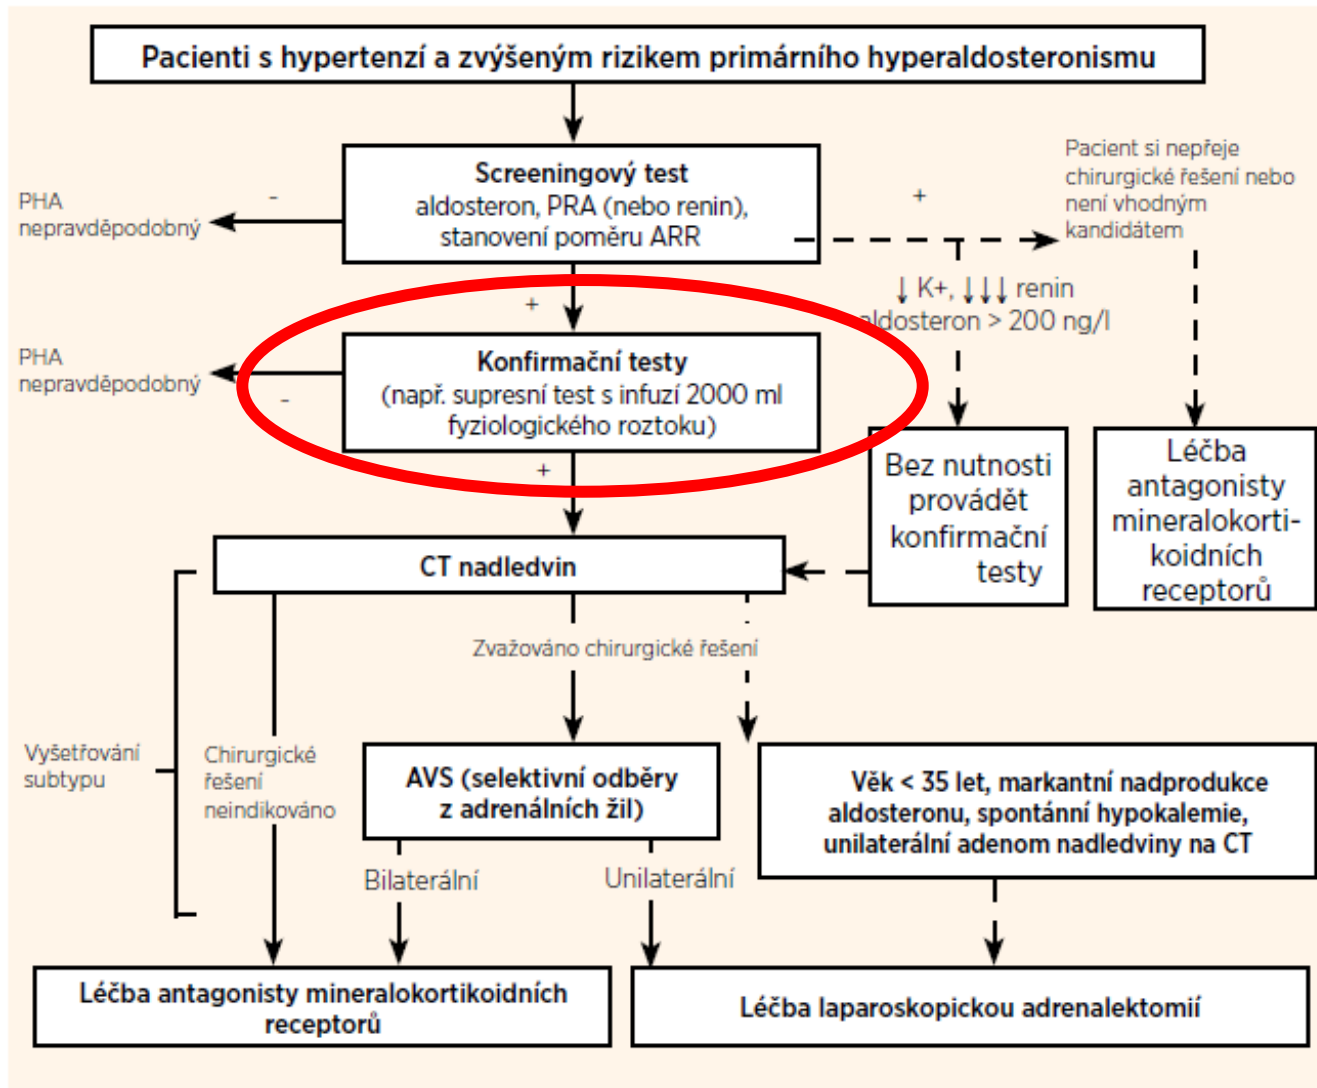 Pacienti s hypertenzí a zvýšeným rizikem primárního hyperaldosteronismu
Screeningový test
aldosteron, PRA (nebo renin),
stanovení poměru ARR
PHA
nepravděpodobný
-
+
Pacient si nepřeje
chirurgické řešení nebo
není vhodným
kandidátem
↓ K+, ↓↓↓ renin
aldosteron > 200 ng/l
+
Konfirmační testy
(např. supresní test s infuzí 2000 ml
fyziologického roztoku)
PHA
nepravděpodobný
-
+
Bez nutnosti
provádět
konfirmační
testy
Léčba
antagonisty
mineralokorti-
koidních
receptorů
CT nadledvin
Zvažováno chirurgické řešení
Vyšetřování
subtypu
Chirurgické
řešení
neindikováno
AVS (selektivní odběry
z adrenálních žil)
Věk < 35 let, markantní nadprodukce
aldosteronu, spontánní hypokalemie,
unilaterální adenom nadledviny na CT
Bilaterální
Unilaterální
Léčba antagonisty mineralokortikoidních
receptorů
Léčba laparoskopickou adrenalektomií